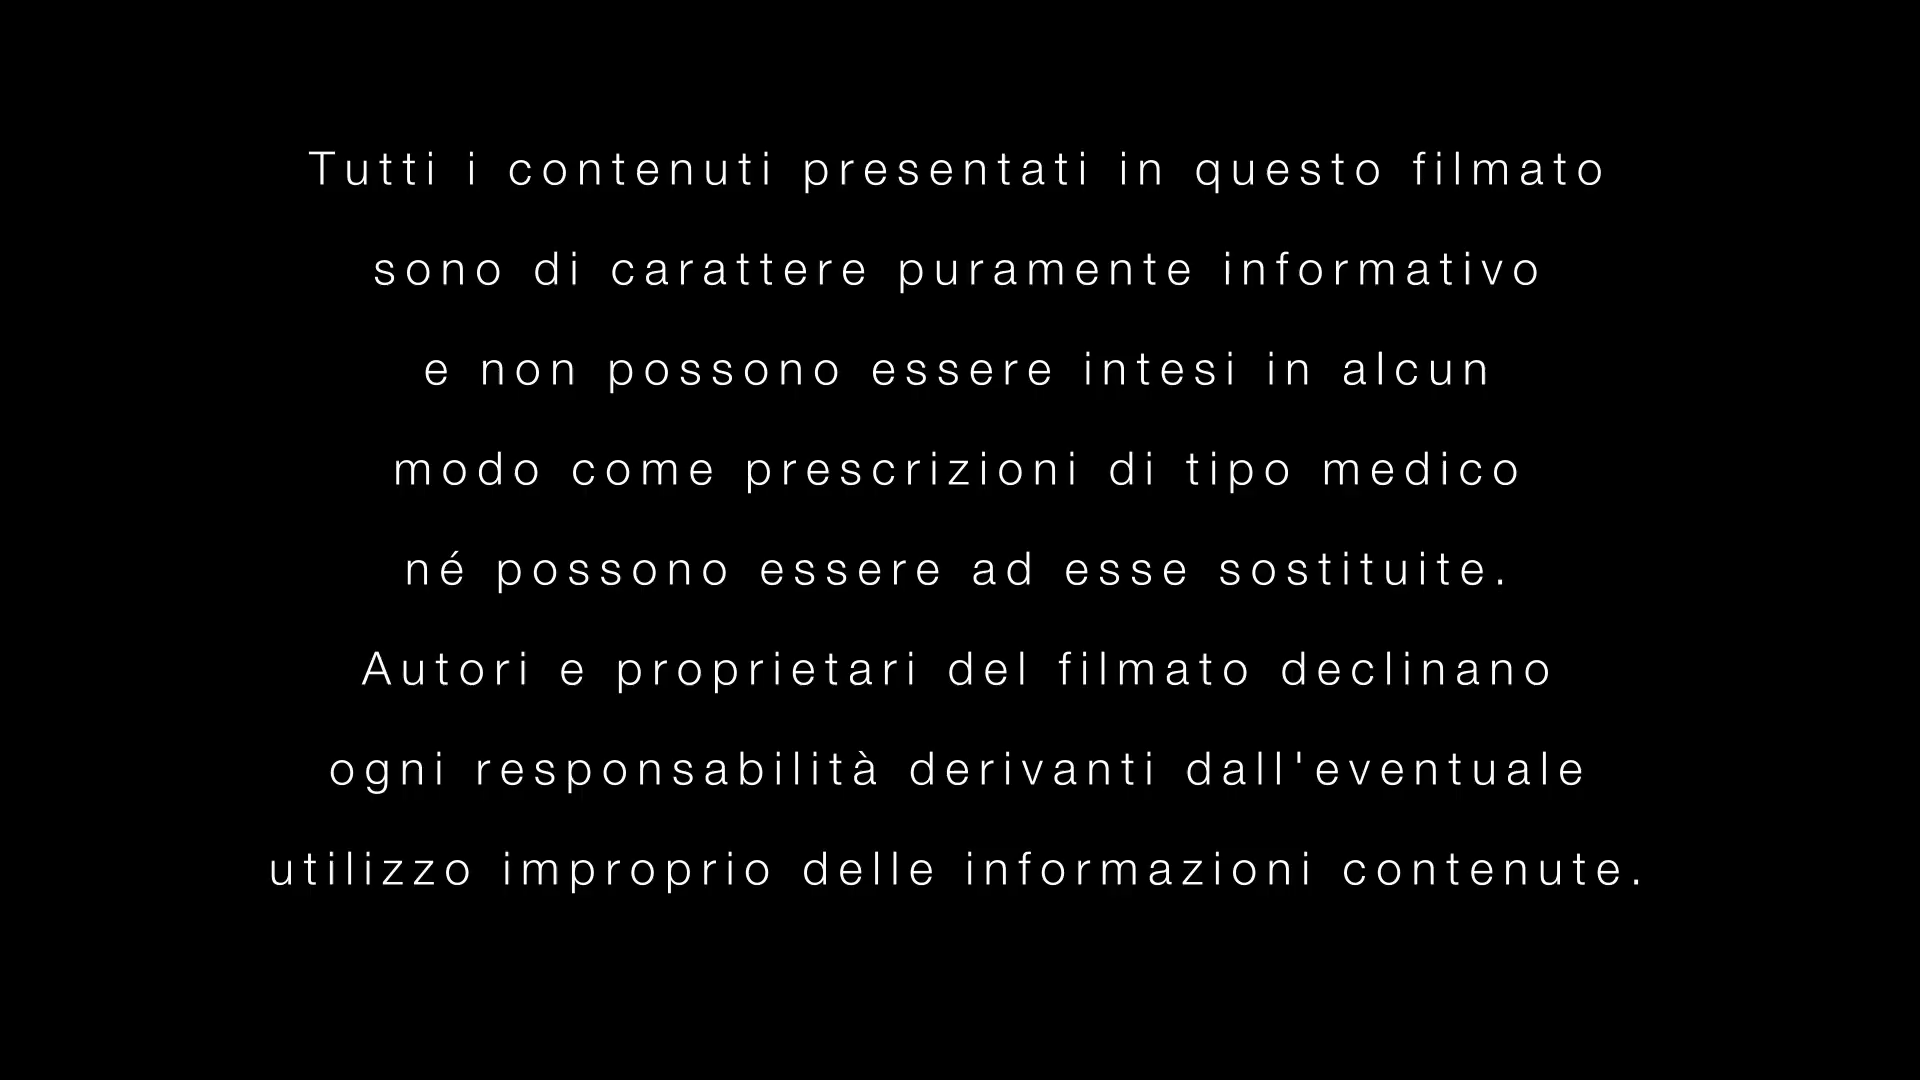 Tutti i contenuti presentati in questo filmato
sono di carattere puramente informativo
e non possono essere intesi in alcun
modo come prescrizioni di tipo medico
né possono essere ad esse sostituite.
Autori e proprietari del filmato declinano
ogni responsabilità derivanti dall'eventuale
utilizzo improprio delle informazioni contenute.